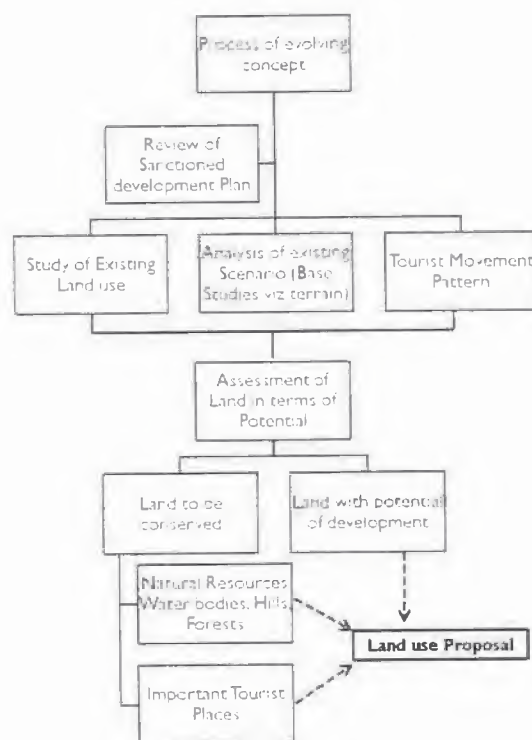 Process of evolving
concept
Review of
Sanctioned
development Plan
Study of Existing
Land use
Analysis of existing
Scenario (Base
Studies viz terrain)
Tourist Movement
Pattern
Assessment of
Land in terms of
Potential
Land to be
conserved
Land with potential
of development
Natural Resources
Water bodies, Hills,
Forests
Land use Proposal
Important Tourist
Places